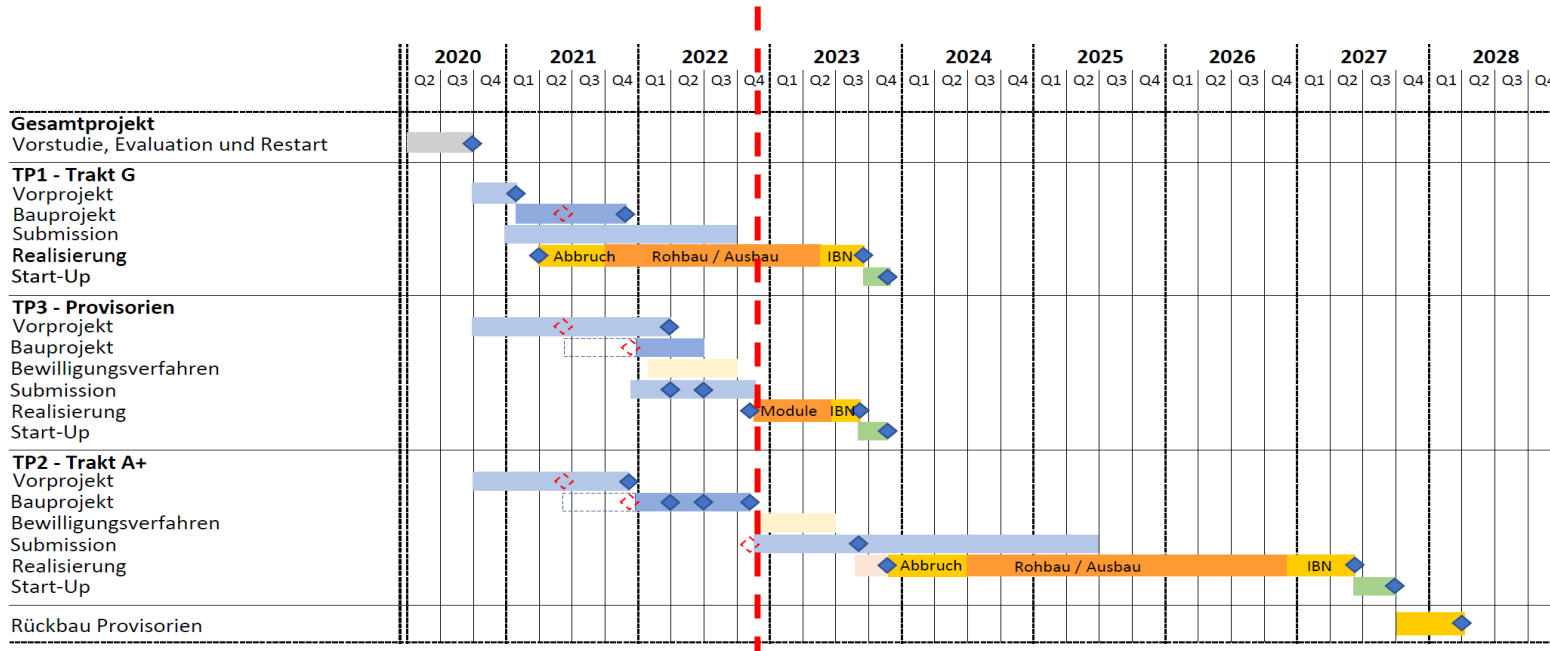 2020 2021 2022 2023 2024 2025 2026 2027 2028
Q2 Q3 Q4 Q1 Q2 Q3 Q4 Q1 Q2 Q3 Q4 Q1 Q2 Q3 Q4 Q1 Q2 Q3 Q4 Q1 Q2 Q3 Q4 Q1 Q2 Q3 Q4 Q1 Q2 Q3 Q4 Q1 Q2 Q3 Q4
Gesamtprojekt
Vorstudie, Evaluation und Restart
TP1 - Trakt G
Vorprojekt
Bauprojekt
Submission
Realisierung Abbruch Rohbau / Ausbau IBN
Start-Up
TP3 - Provisorien
Vorprojekt
Bauprojekt
Bewilligungsverfahren
Submission
Realisierung Module IBN
Start-Up
TP2 - Trakt A+
Vorprojekt
Bauprojekt
Bewilligungsverfahren
Submission
Realisierung Abbruch Rohbau / Ausbau IBN
Start-Up
Rückbau Provisorien